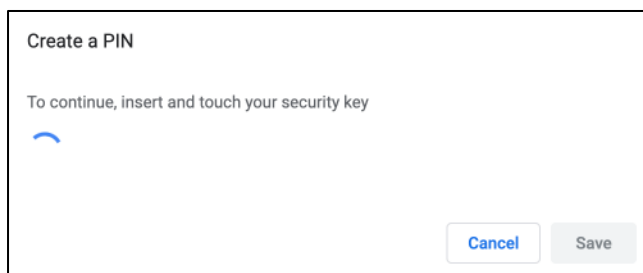 Create a PIN
To continue, insert and touch your security key
Cancel Save